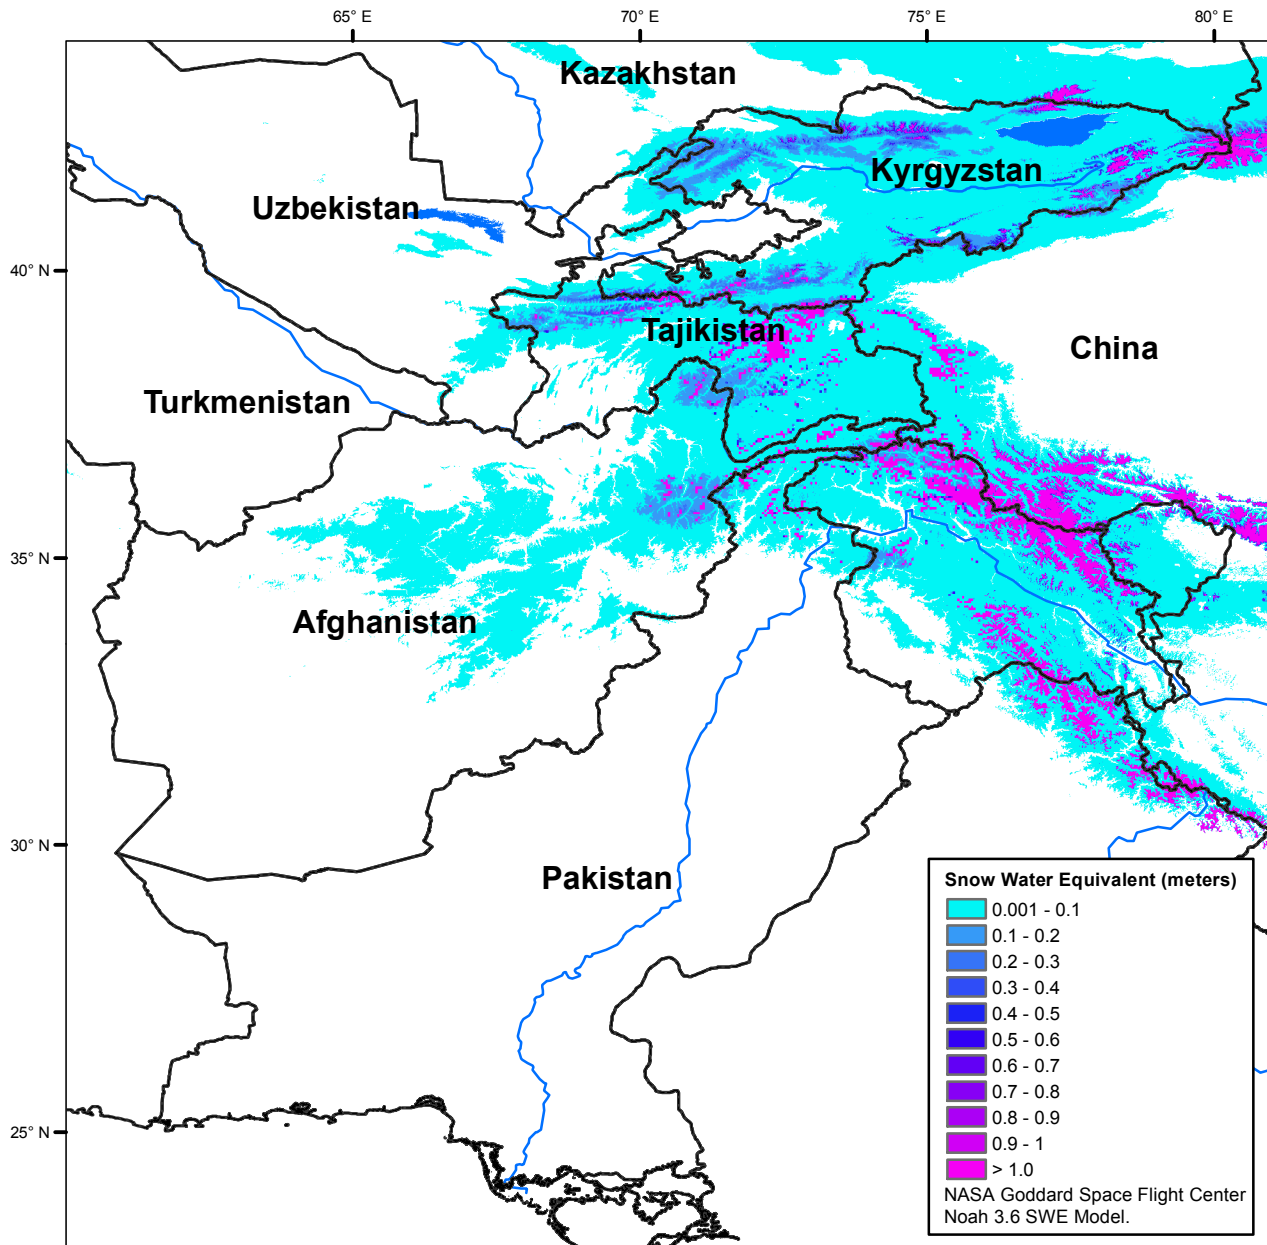 65° E
70° E
75° E
80° E
Kazakhstan
Kyrgyzstan
Uzbekistan
40° N
Tajikistan
China
Turkmenistan
35° N
Afghanistan
30° N
Pakistan
25° N
Snow Water Equivalent (meters)
0.001 - 0.1
0.1 - 0.2
0.2 - 0.3
0.3 - 0.4
0.4 - 0.5
0.5 - 0.6
0.6 - 0.7
0.7 - 0.8
0.8 - 0.9
0.9 - 1
> 1.0
NASA Goddard Space Flight Center
Noah 3.6 SWE Model.